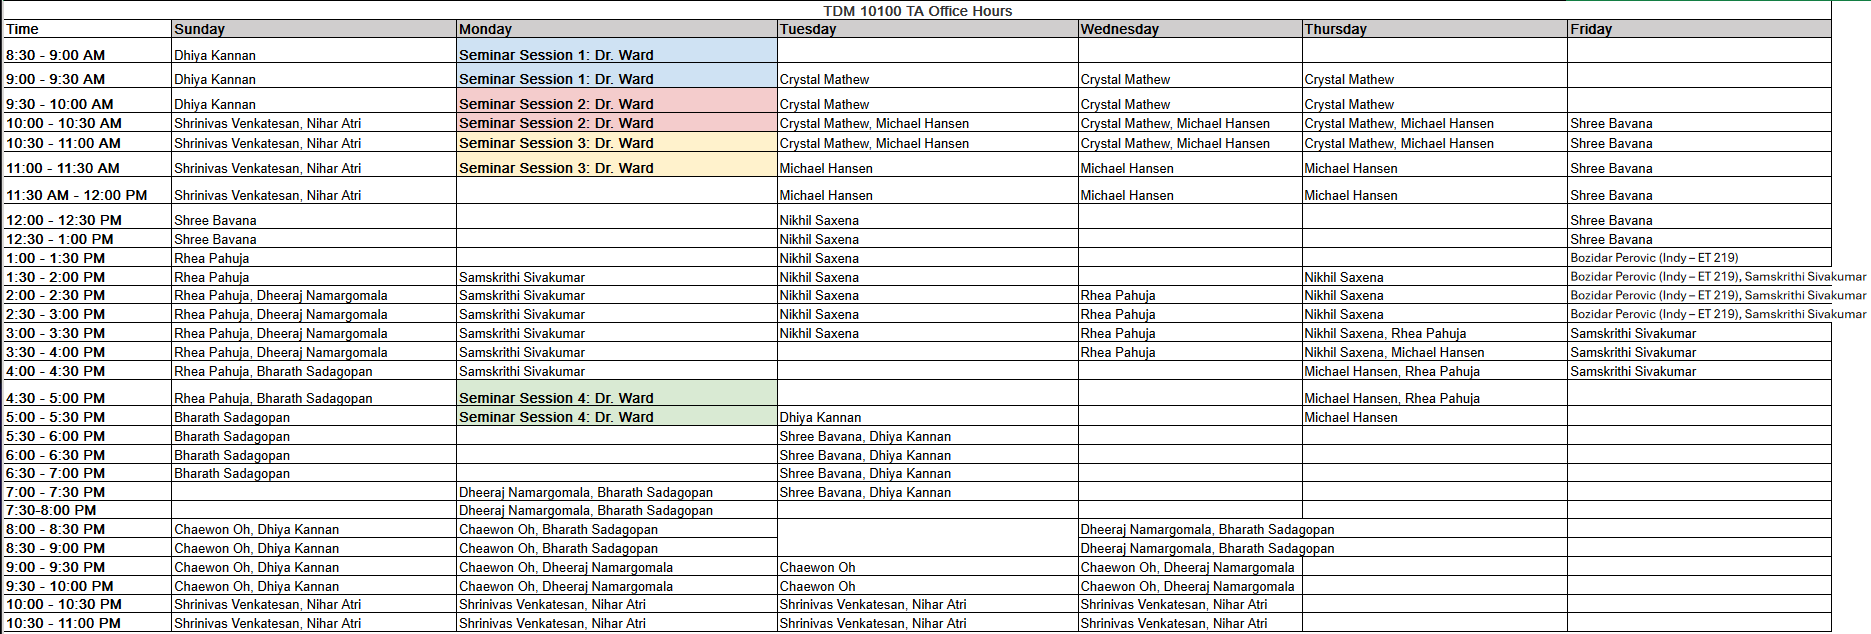 TDM 10100 TA Office Hours
Time Sunday Monday Tuesday Wednesday Thursday Friday
8:30 - 9:00 AM Dhiya Kannan Seminar Session 1: Dr. Ward
9:00 - 9:30 AM Dhiya Kannan Seminar Session 1: Dr. Ward Crystal Mathew Crystal Mathew Crystal Mathew
9:30 - 10:00 AM Dhiya Kannan Seminar Session 2: Dr. Ward Crystal Mathew Crystal Mathew Crystal Mathew
10:00 - 10:30 AM Shrinivas Venkatesan, Nihar Atri Seminar Session 2: Dr. Ward Crystal Mathew, Michael Hansen Crystal Mathew, Michael Hansen Crystal Mathew, Michael Hansen Shree Bavana
10:30 - 11:00 AM Shrinivas Venkatesan, Nihar Atri Seminar Session 3: Dr. Ward Crystal Mathew, Michael Hansen Crystal Mathew, Michael Hansen Crystal Mathew, Michael Hansen Shree Bavana
11:00 - 11:30 AM Shrinivas Venkatesan, Nihar Atri Seminar Session 3: Dr. Ward Michael Hansen Michael Hansen Michael Hansen Shree Bavana
11:30 AM - 12:00 PM Shrinivas Venkatesan, Nihar Atri Michael Hansen Michael Hansen Michael Hansen Shree Bavana
12:00 - 12:30 PM Shree Bavana Nikhil Saxena Shree Bavana
12:30 - 1:00 PM Shree Bavana Nikhil Saxena Shree Bavana
1:00 - 1:30 PM Rhea Pahuja Nikhil Saxena Bozidar Perovic (Indy – ET 219)
1:30 - 2:00 PM Rhea Pahuja Samskrithi Sivakumar Nikhil Saxena Nikhil Saxena Bozidar Perovic (Indy – ET 219), Samskrithi Sivakumar
2:00 - 2:30 PM Rhea Pahuja, Dheeraj Namargomala Samskrithi Sivakumar Nikhil Saxena Rhea Pahuja Nikhil Saxena Bozidar Perovic (Indy – ET 219), Samskrithi Sivakumar
2:30 - 3:00 PM Rhea Pahuja, Dheeraj Namargomala Samskrithi Sivakumar Nikhil Saxena Rhea Pahuja Nikhil Saxena Bozidar Perovic (Indy – ET 219), Samskrithi Sivakumar
3:00 - 3:30 PM Rhea Pahuja, Dheeraj Namargomala Samskrithi Sivakumar Nikhil Saxena Rhea Pahuja Nikhil Saxena, Rhea Pahuja Samskrithi Sivakumar
3:30 - 4:00 PM Rhea Pahuja, Dheeraj Namargomala Samskrithi Sivakumar Rhea Pahuja Nikhil Saxena, Michael Hansen Samskrithi Sivakumar
4:00 - 4:30 PM Rhea Pahuja, Bharath Sadagopan Samskrithi Sivakumar Michael Hansen, Rhea Pahuja Samskrithi Sivakumar
4:30 - 5:00 PM Rhea Pahuja, Bharath Sadagopan Seminar Session 4: Dr. Ward Michael Hansen, Rhea Pahuja
5:00 - 5:30 PM Bharath Sadagopan Seminar Session 4: Dr. Ward Dhiya Kannan Michael Hansen
5:30 - 6:00 PM Bharath Sadagopan Shree Bavana, Dhiya Kannan
6:00 - 6:30 PM Bharath Sadagopan Shree Bavana, Dhiya Kannan
6:30 - 7:00 PM Bharath Sadagopan Shree Bavana, Dhiya Kannan
7:00 - 7:30 PM Dheeraj Namargomala, Bharath Sadagopan Shree Bavana, Dhiya Kannan
7:30-8:00 PM Dheeraj Namargomala, Bharath Sadagopan
8:00 - 8:30 PM Chaewon Oh, Dhiya Kannan Chaewon Oh, Bharath Sadagopan Dheeraj Namargomala, Bharath Sadagopan
8:30 - 9:00 PM Chaewon Oh, Dhiya Kannan Cheawon Oh, Bharath Sadagopan Dheeraj Namargomala, Bharath Sadagopan
9:00 - 9:30 PM Chaewon Oh, Dhiya Kannan Chaewon Oh, Dheeraj Namargomala Chaewon Oh Chaewon Oh, Dheeraj Namargomala
9:30 - 10:00 PM Chaewon Oh, Dhiya Kannan Chaewon Oh, Dheeraj Namargomala Chaewon Oh Chaewon Oh, Dheeraj Namargomala
10:00 - 10:30 PM Shrinivas Venkatesan, Nihar Atri Shrinivas Venkatesan, Nihar Atri Shrinivas Venkatesan, Nihar Atri Shrinivas Venkatesan, Nihar Atri
10:30 - 11:00 PM Shrinivas Venkatesan, Nihar Atri Shrinivas Venkatesan, Nihar Atri Shrinivas Venkatesan, Nihar Atri Shrinivas Venkatesan, Nihar Atri